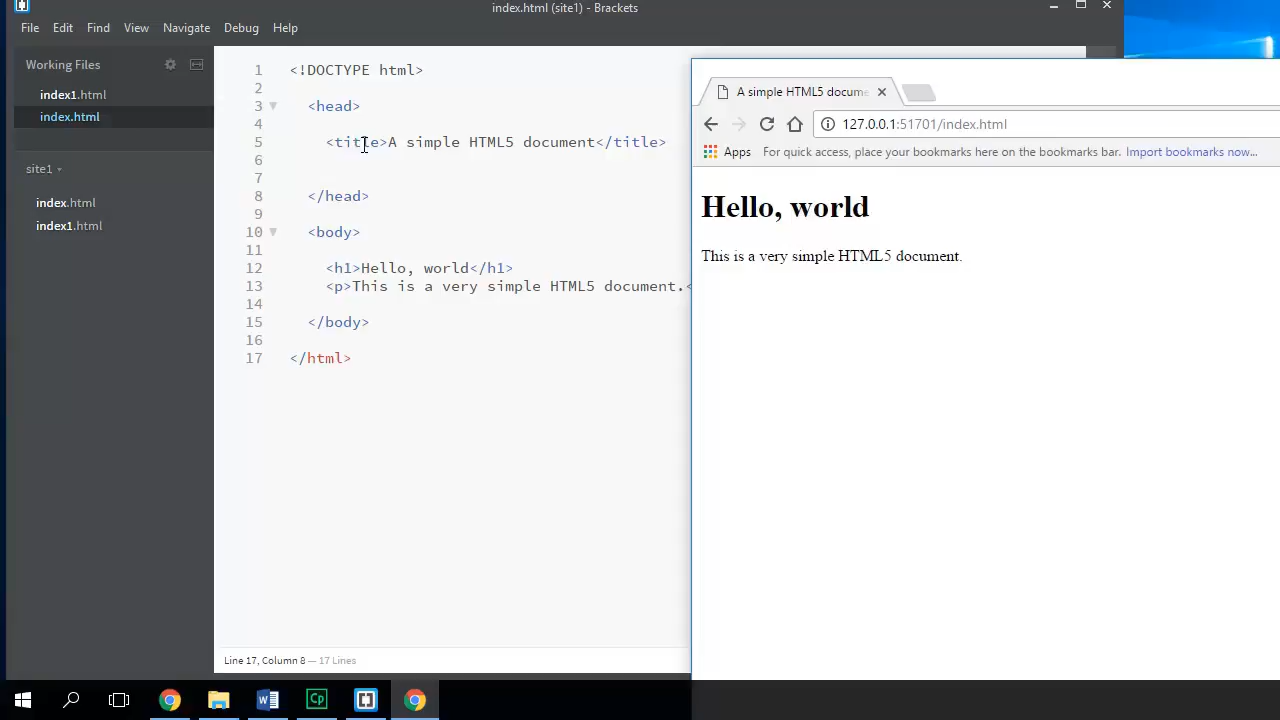 index.html (site1) - Brackets
File Edit Find View Navigate Debug Help
Working Files
index1.html
index.html
site1
index.html
index1.html
1 <!DOCTYPE html>
2
3 <head>
4
5 <title>A simple HTML5 document</title>
6
7
8 </head>
9
10 <body>
11
12 <h1>Hello, world</h1>
13 <p>This is a very simple HTML5 document.<
14
15 </body>
16
17 </html>
Line 17, Column 8 — 17 Lines
A simple HTML5 docume
127.0.0.1:51701/index.html
Apps For quick access, place your bookmarks here on the bookmarks bar. Import bookmarks now...
Hello, world
This is a very simple HTML5 document.
W Cp